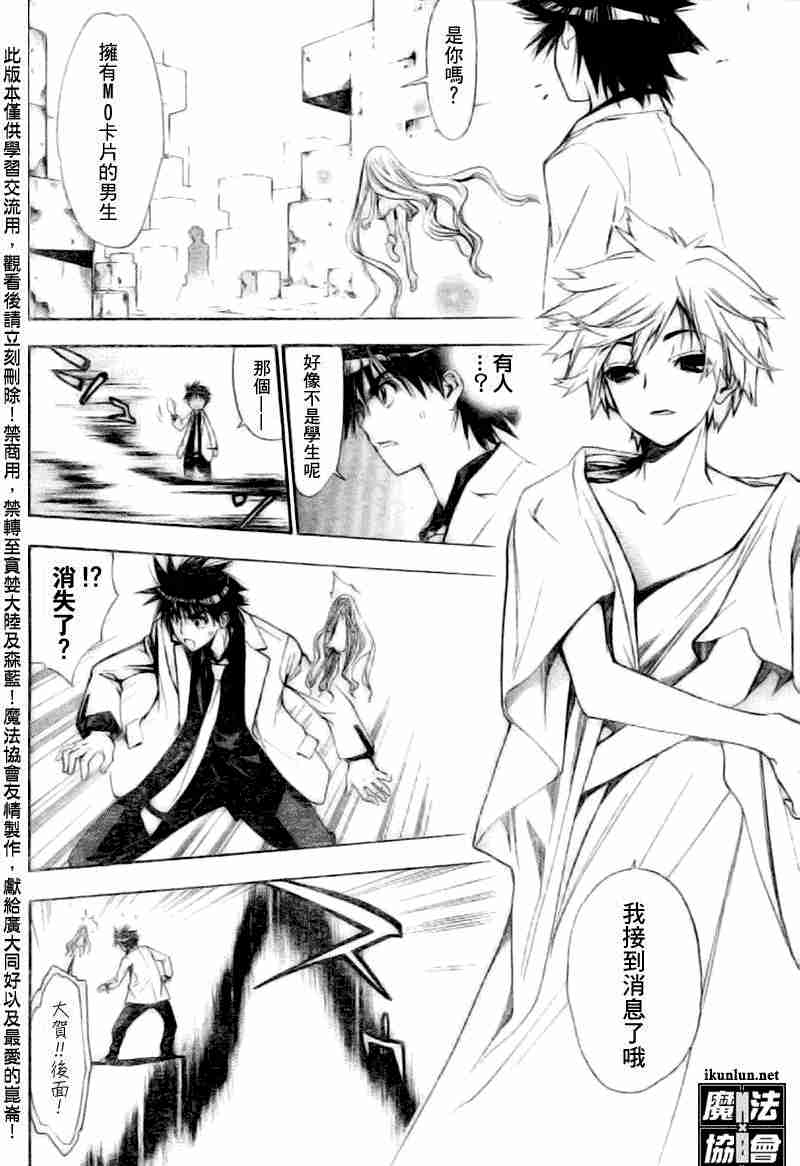 是你嗎？
擁有MO卡片的男生
有人
…？
好像不是學生呢
那個——
!?
消失了？
我接到消息了哦
大賀!!後面！
此版本僅供學習交流用，觀看後請立刻刪除！禁商用，禁轉至貪婪大陸及森藍！魔法協會友情製作，獻給廣大同好以及最愛的崑崙！
ikunlun.net
魔法
協會